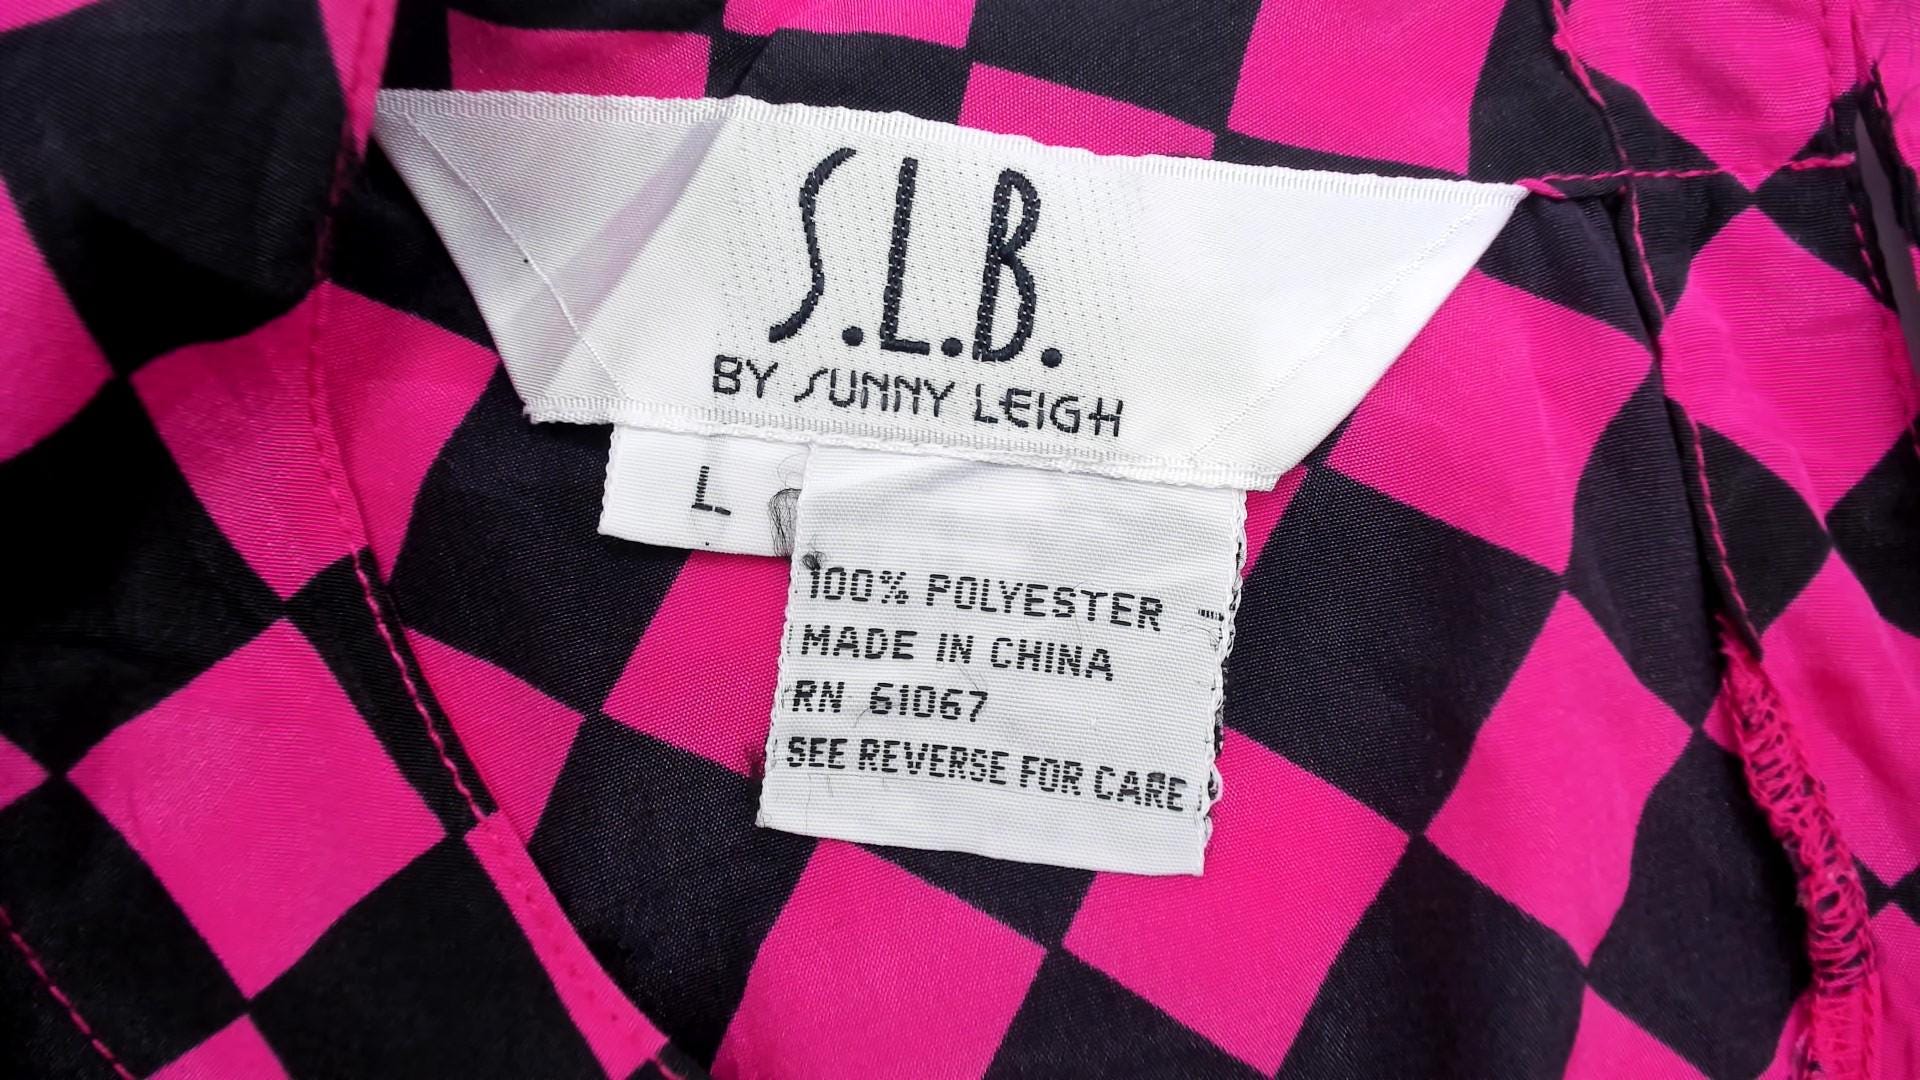 S.L.B.
BY SUNNY LEIGH
L
100% POLYESTER
MADE IN CHINA
RN 61067
SEE REVERSE FOR CARE